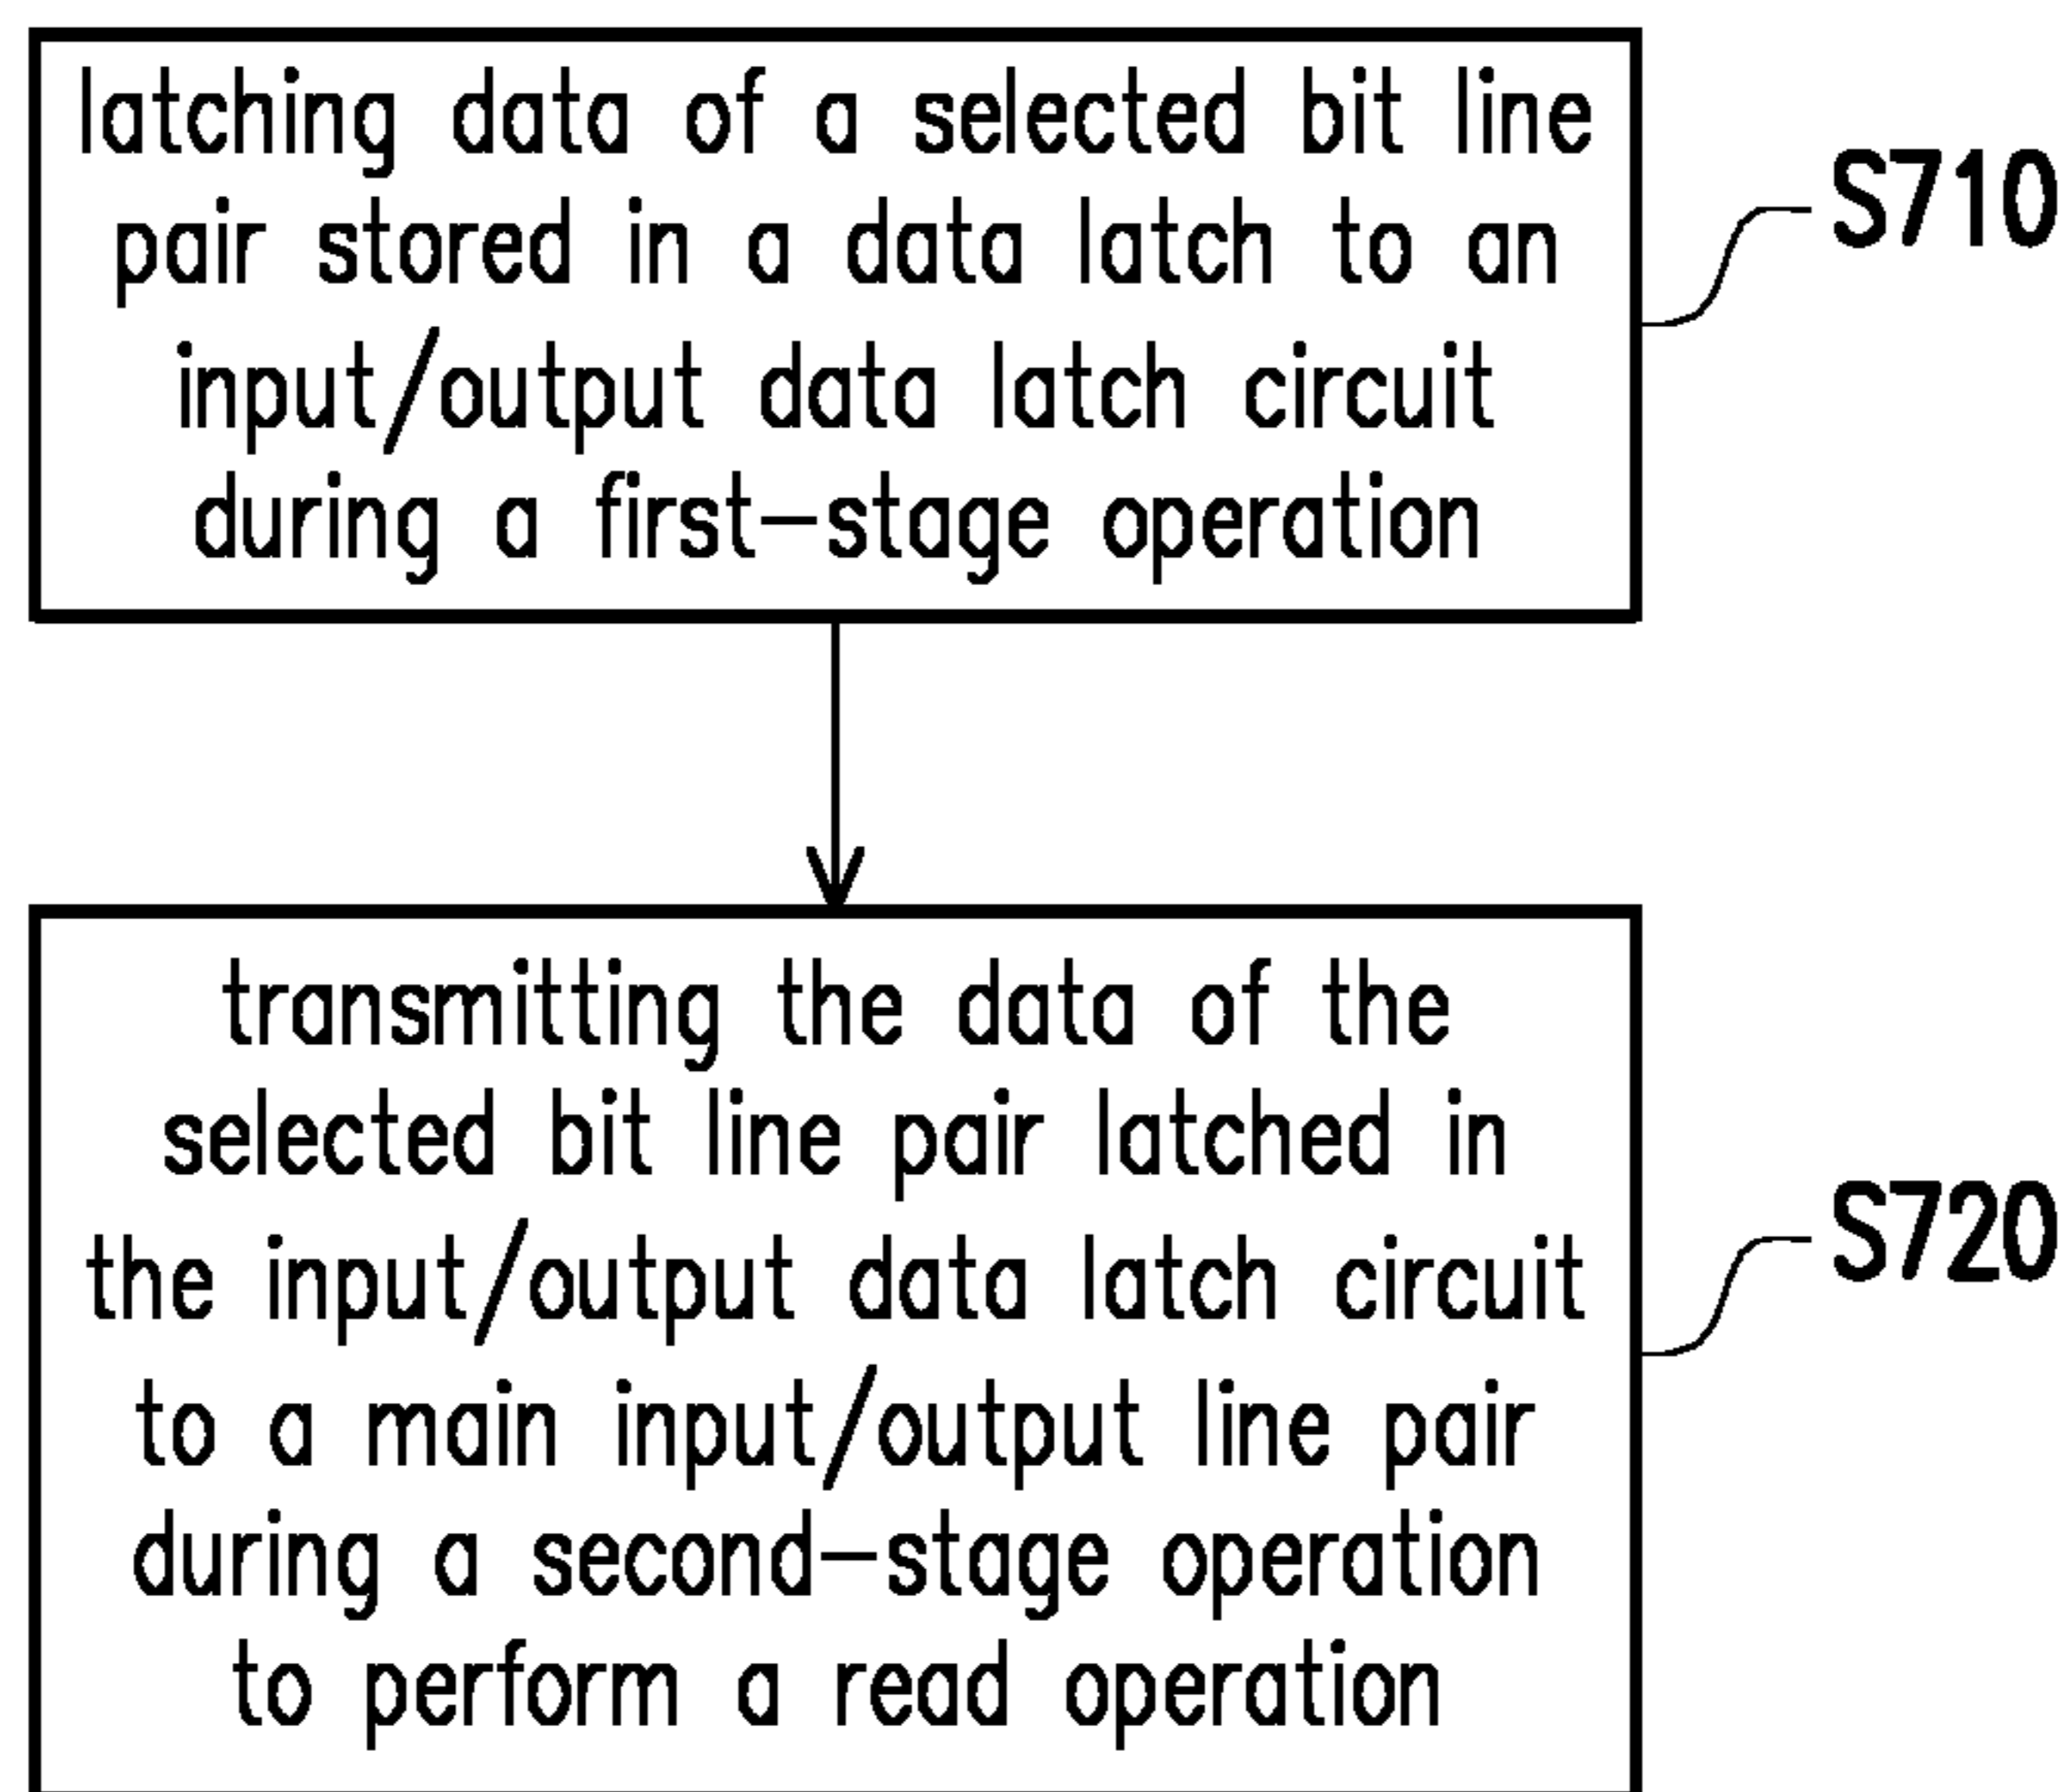 latching data of a selected bit line
pair stored in a data latch to an
input/output data latch circuit
during a first-stage operation
S710
transmitting the data of the
selected bit line pair latched in
the input/output data latch circuit
to a main input/output line pair
during a second-stage operation
to perform a read operation
S720